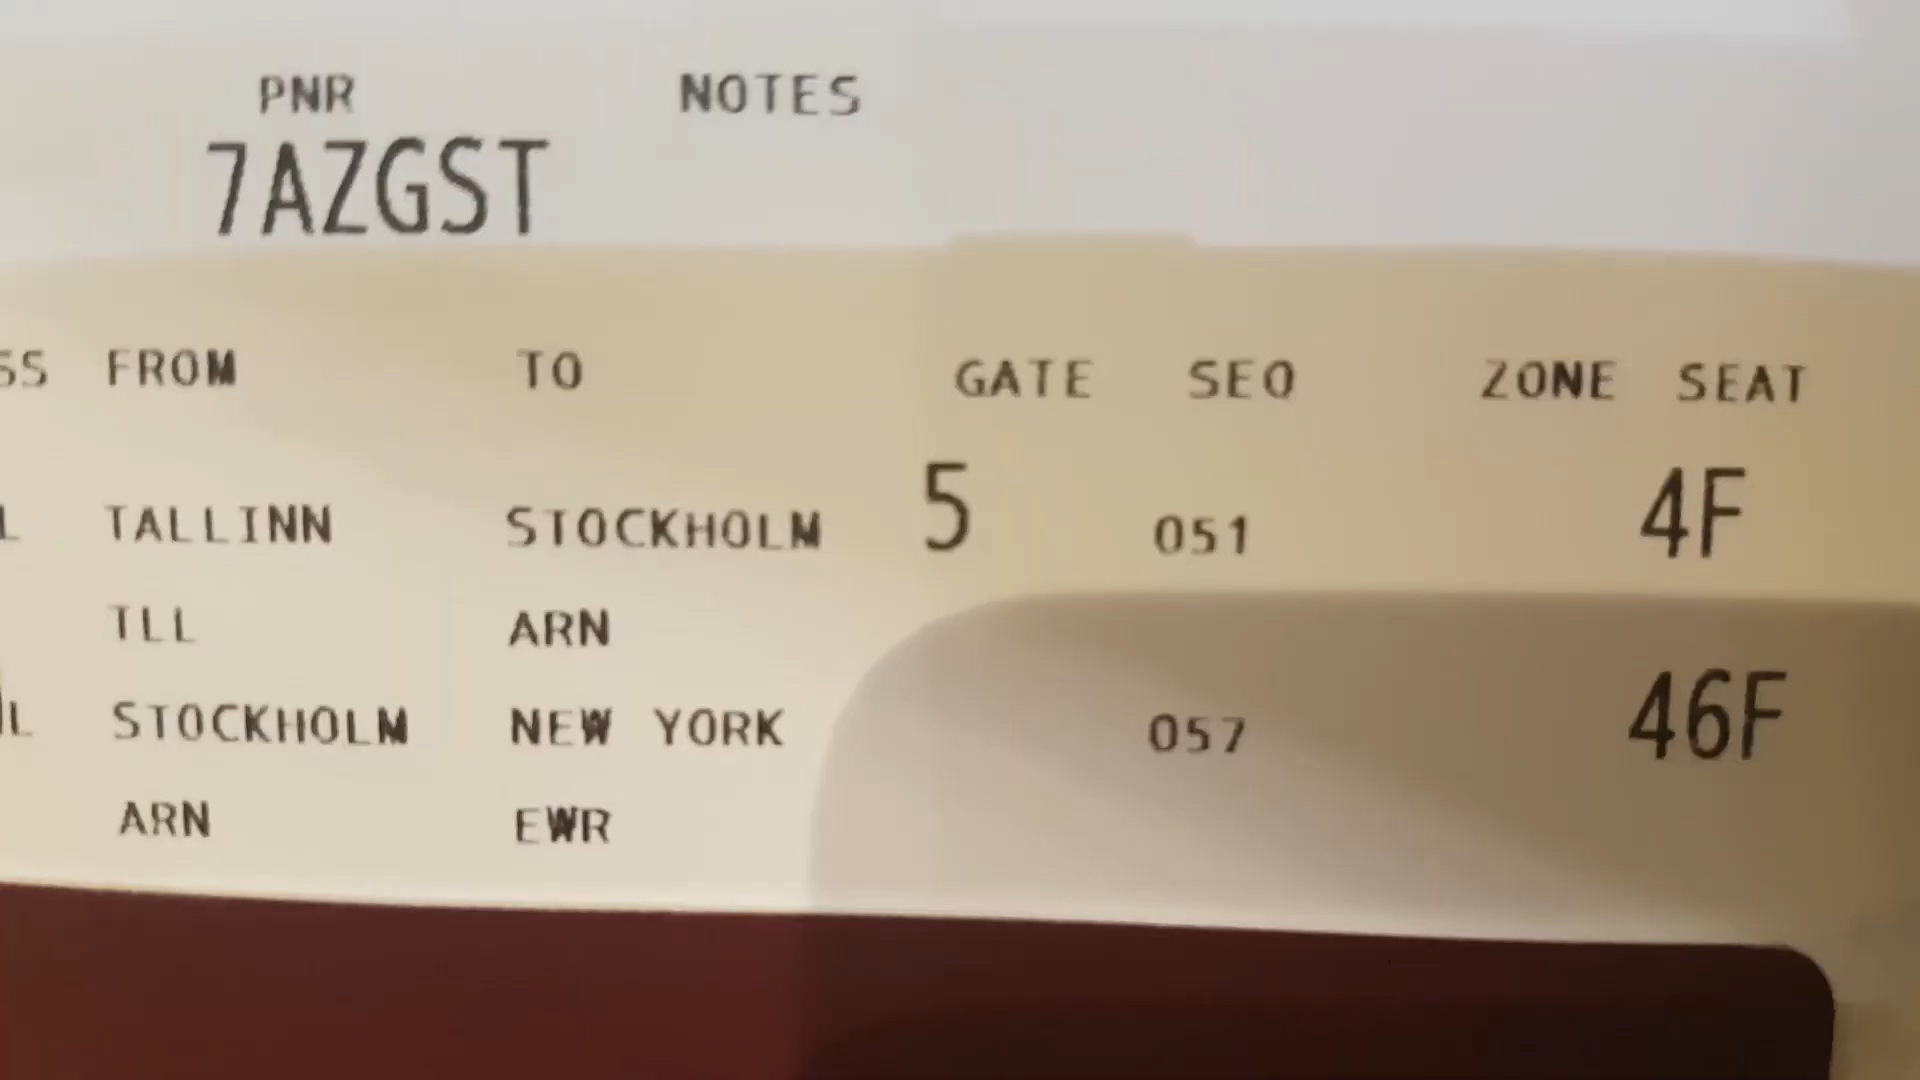 PNR NOTES
7AZGST
SS FROM TO GATE SEQ ZONE SEAT
L TALLINN STOCKHOLM 5 051 4F
TLL ARN
L STOCKHOLM NEW YORK 057 46F
ARN EWR